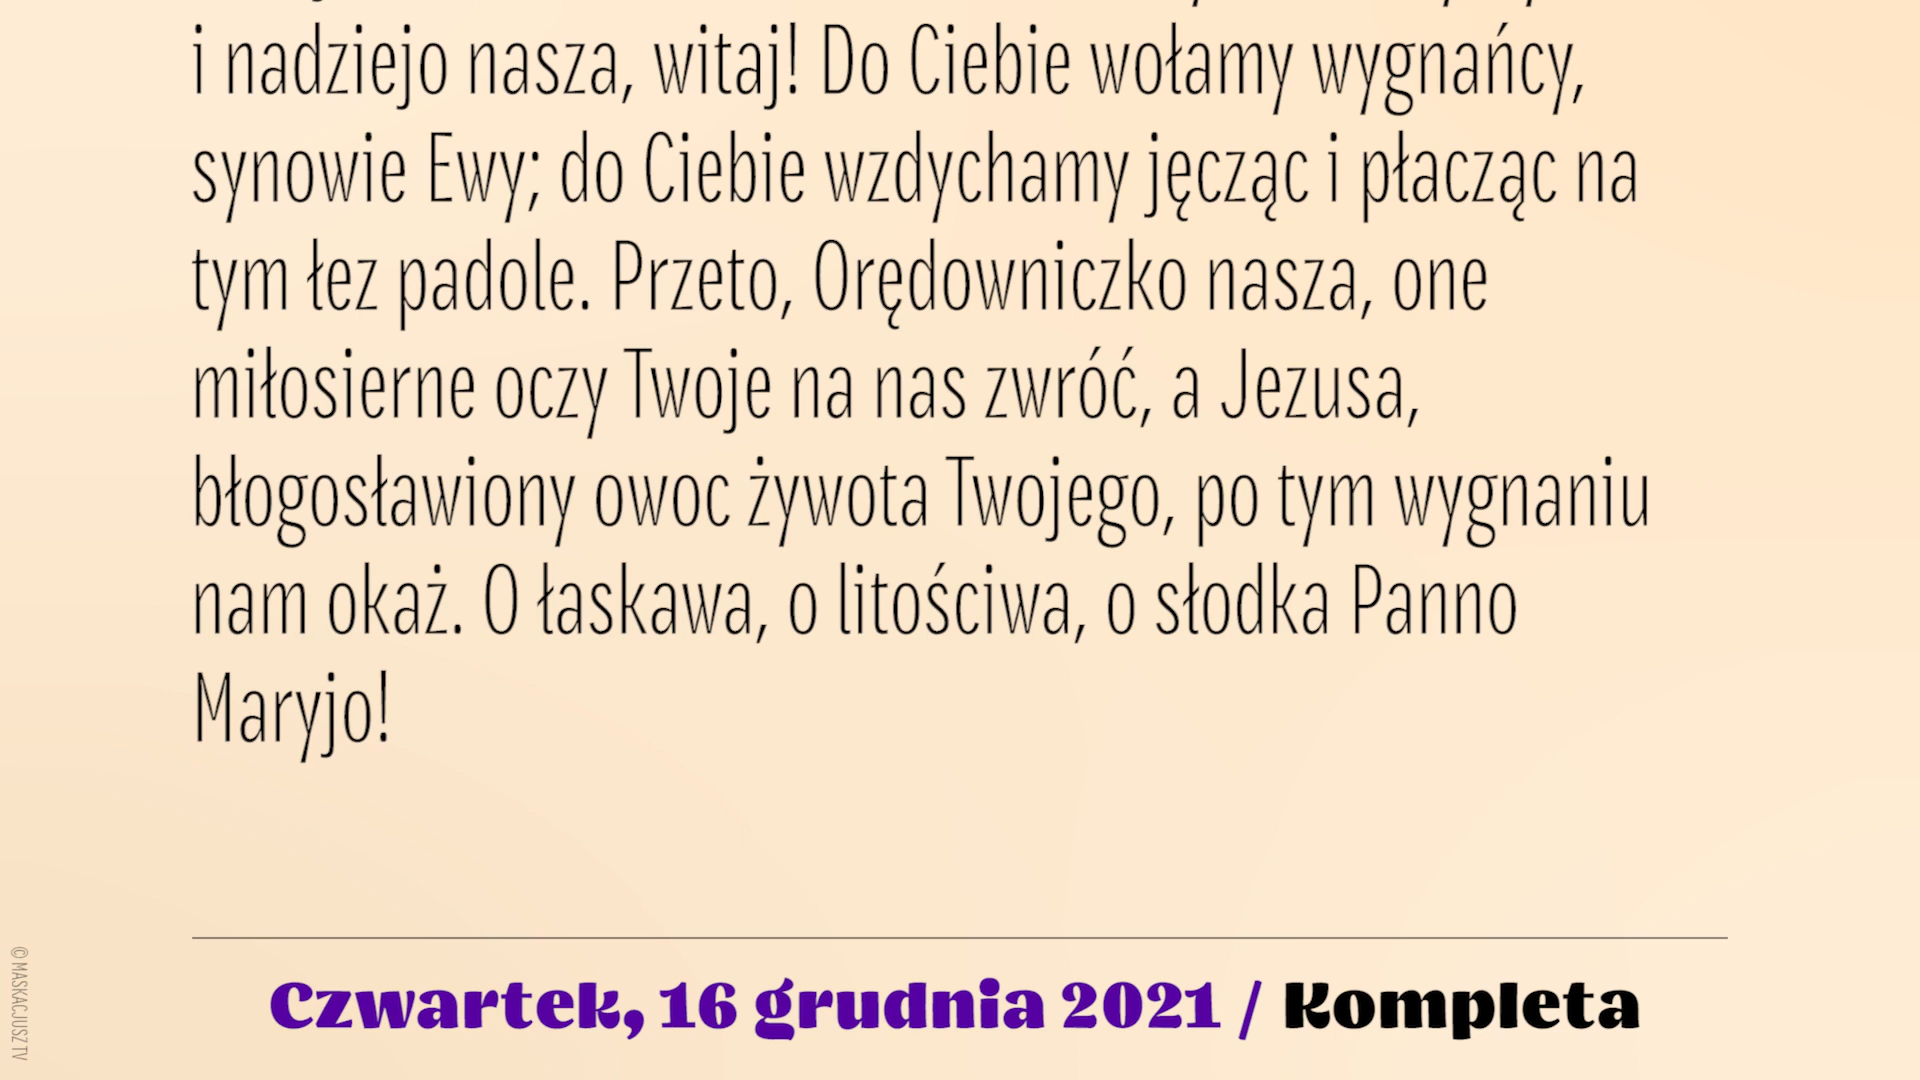 i nadziejo nasza, witaj! Do Ciebie wołamy wygnańcy,
synowie Ewy; do Ciebie wzdychamy jęcząc i płacząc na
tym łez padole. Przeto, Orędowniczko nasza, one
miłosierne oczy Twoje na nas zwróć, a Jezusa,
błogosławiony owoc żywota Twojego, po tym wygnaniu
nam okaż. O łaskawa, o litościwa, o słodka Panno
Maryjo!
Czwartek, 16 grudnia 2021 / Kompleta
© MASKACJUSZ TV